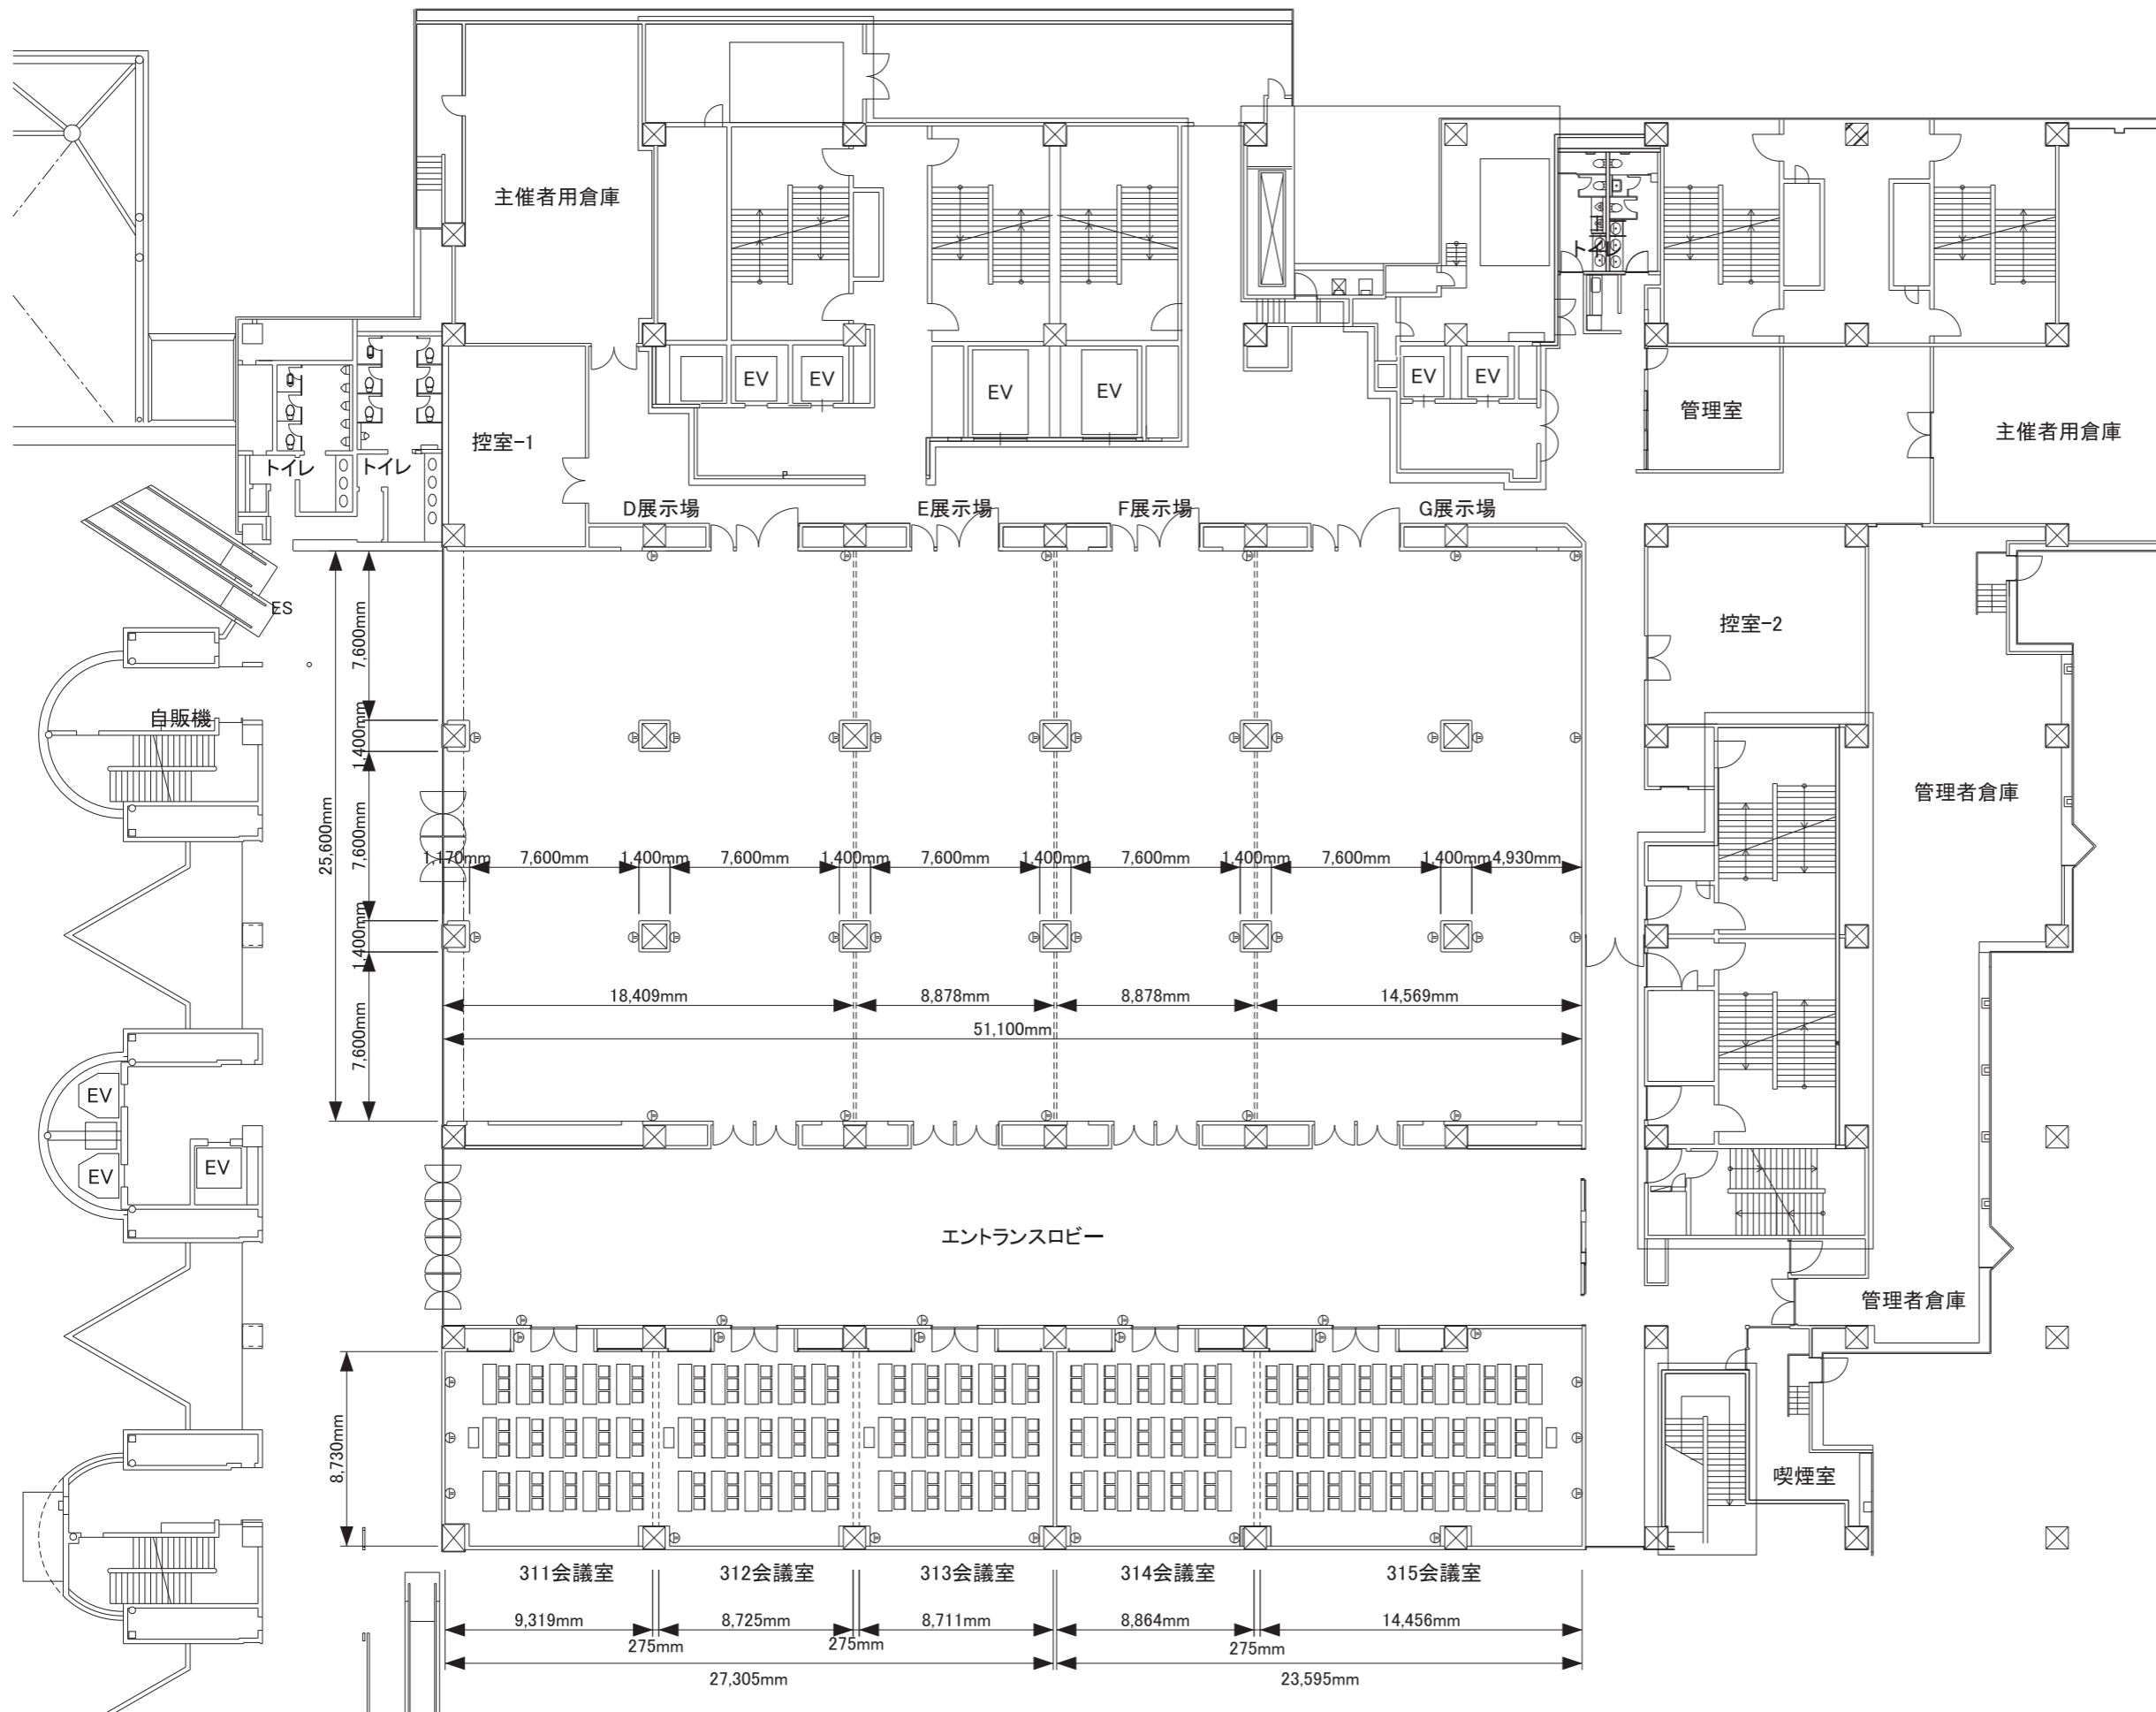 主催者用倉庫
トイレ
EV
EV
EV
EV
EV
EV
管理室
主催者用倉庫
控室-1
トイレ
トイレ
D展示場
E展示場
F展示場
G展示場
ES
控室-2
7,600mm
自販機
1,400mm
管理者倉庫
25,600mm
7,600mm
1,170mm
7,600mm
1,400mm
7,600mm
1,400mm
7,600mm
1,400mm
7,600mm
1,400mm
7,600mm
1,400mm
4,930mm
1,400mm
18,409mm
8,878mm
8,878mm
14,569mm
51,100mm
7,600mm
EV
EV
EV
エントランスロビー
管理者倉庫
8,730mm
喫煙室
311会議室
312会議室
313会議室
314会議室
315会議室
9,319mm
8,725mm
8,711mm
8,864mm
14,456mm
275mm
275mm
275mm
27,305mm
23,595mm